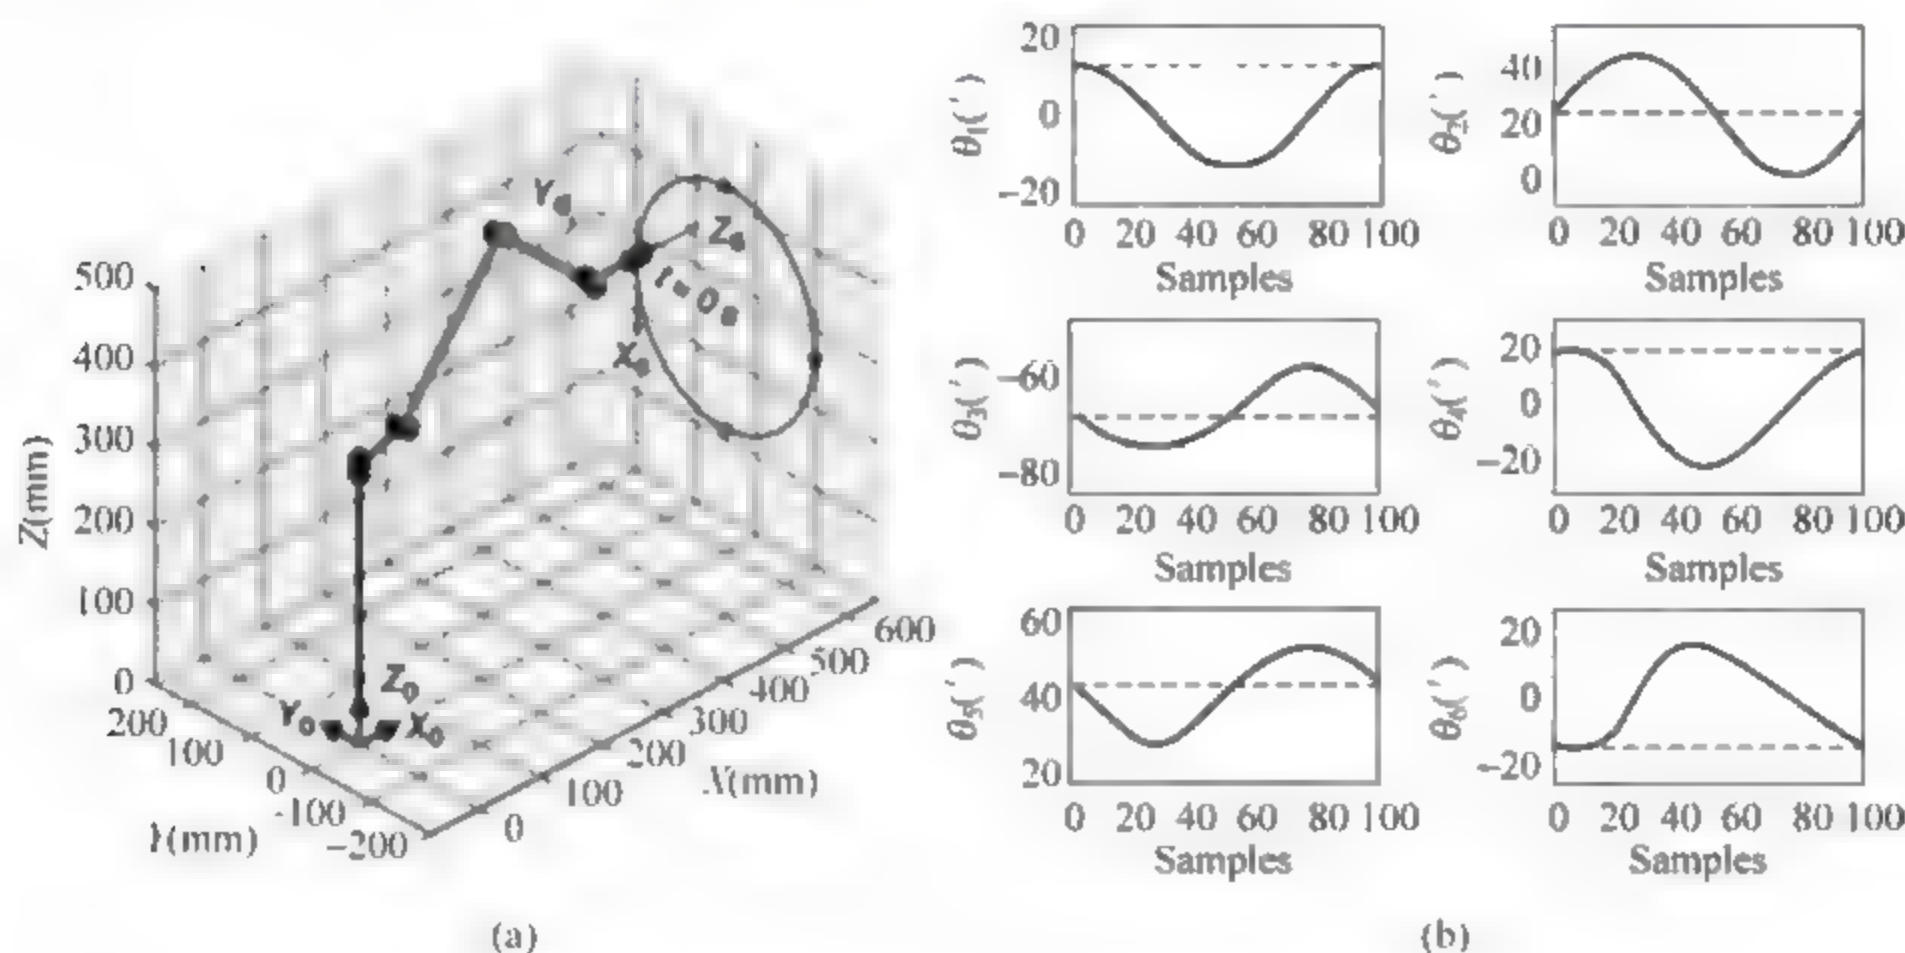 500
400
300
200
100
0
Z(mm)
200
100
0
-100
-200
Y(mm)
0
100
200
300
400
500
600
X(mm)
Y₆
Z₆
t = 0 s
X₆
Z₀
Y₀
X₀
(a)
20
0
-20
θ₁(°)
0 20 40 60 80 100
Samples
40
20
0
θ₂(°)
0 20 40 60 80 100
Samples
-60
-80
θ₃(°)
0 20 40 60 80 100
Samples
20
0
-20
θ₄(°)
0 20 40 60 80 100
Samples
60
40
20
θ₅(°)
0 20 40 60 80 100
Samples
20
0
-20
θ₆(°)
0 20 40 60 80 100
Samples
(b)